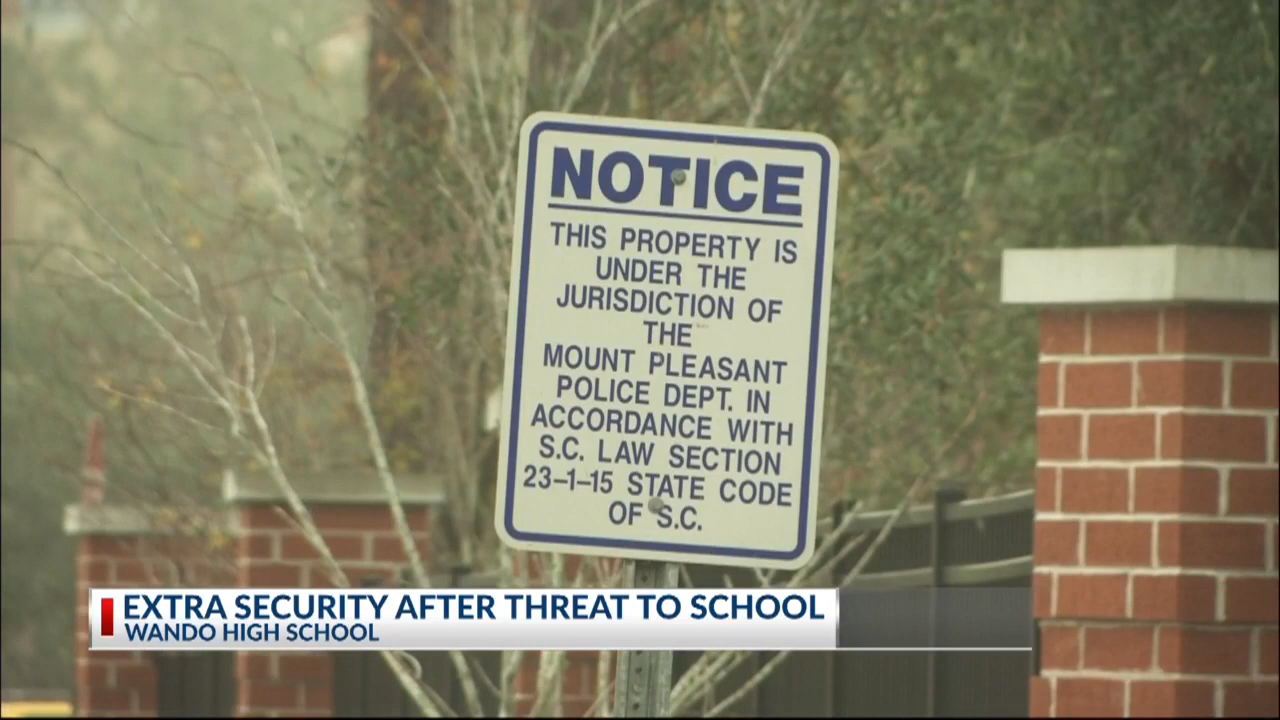 NOTICE
THIS PROPERTY IS
UNDER THE
JURISDICTION OF
THE
MOUNT PLEASANT
POLICE DEPT. IN
ACCORDANCE WITH
S.C. LAW SECTION
23-1-15 STATE CODE
OF S.C.
EXTRA SECURITY AFTER THREAT TO SCHOOL
WANDO HIGH SCHOOL